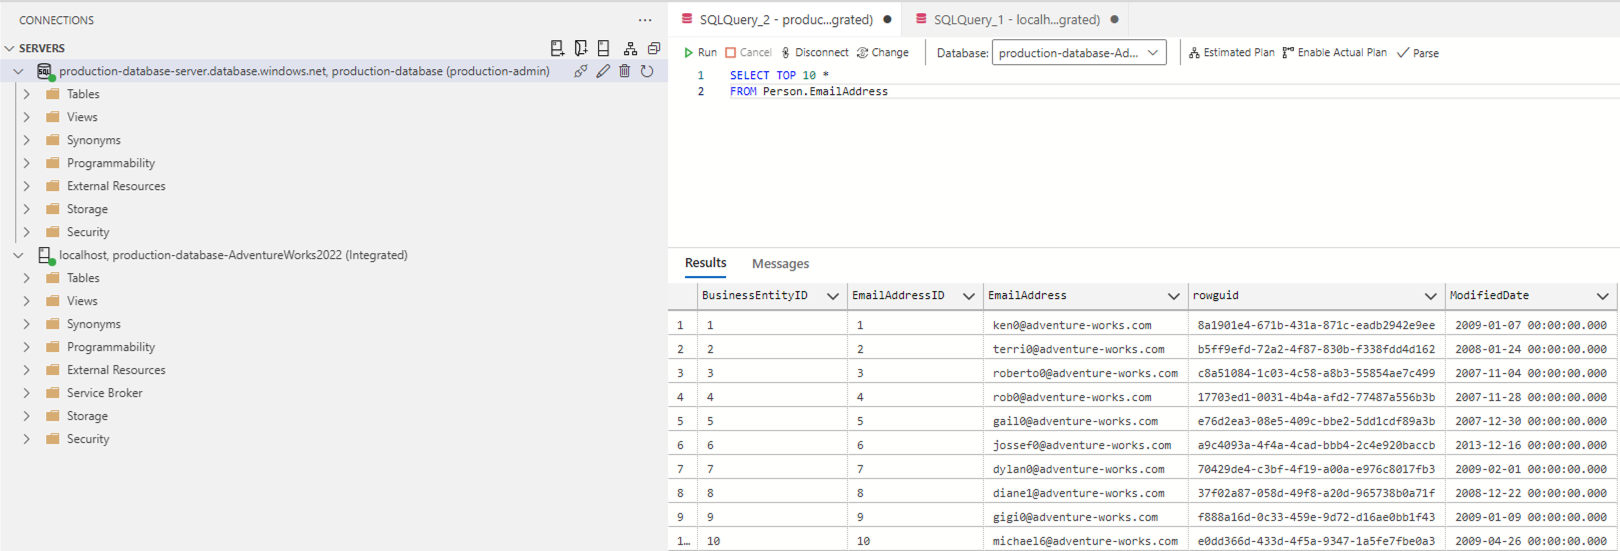 CONNECTIONS
SERVERS
production-database-server.database.windows.net, production-database (production-admin)
Tables
Views
Synonyms
Programmability
External Resources
Storage
Security
localhost, production-database-AdventureWorks2022 (Integrated)
Tables
Views
Synonyms
Programmability
External Resources
Service Broker
Storage
Security
SQLQuery_2 - produc...grated) SQLQuery_1 - localh...grated)
Run Cancel Disconnect Change Database: production-database-Ad... Estimated Plan Enable Actual Plan Parse
1 SELECT TOP 10 *
2 FROM Person.EmailAddress
Results Messages
BusinessEntityID EmailAddressID EmailAddress rowguid ModifiedDate
1 1 1 ken0@adventure-works.com 8a1901e4-671b-431a-871c-eadb2942e9ee 2009-01-07 00:00:00.000
2 2 2 terri0@adventure-works.com b5ff9efd-72a2-4f87-830b-f338fdd4d162 2008-01-24 00:00:00.000
3 3 3 roberto0@adventure-works.com c8a51084-1c03-4c58-a8b3-55854ae7c499 2007-11-04 00:00:00.000
4 4 4 rob0@adventure-works.com 17703ed1-0031-4b4a-afd2-77487a556b3b 2007-11-28 00:00:00.000
5 5 5 gail0@adventure-works.com e76d2ea3-08e5-409c-bbe2-5dd1cdf89a3b 2007-12-30 00:00:00.000
6 6 6 jossef0@adventure-works.com a9c4093a-4f4a-4cad-bbb4-2c4e920baccb 2013-12-16 00:00:00.000
7 7 7 dylan0@adventure-works.com 70429de4-c3bf-4f19-a00a-e976c8017fb3 2009-02-01 00:00:00.000
8 8 8 diane1@adventure-works.com 37f02a87-058d-49f8-a20d-965738b0a71f 2008-12-22 00:00:00.000
9 9 9 gigi0@adventure-works.com f888a16d-0c33-459e-9d72-d16ae0bb1f43 2009-01-09 00:00:00.000
1... 10 10 michael6@adventure-works.com e0dd366d-433d-4f5a-9347-1a5fe7fbe0a3 2009-04-26 00:00:00.000